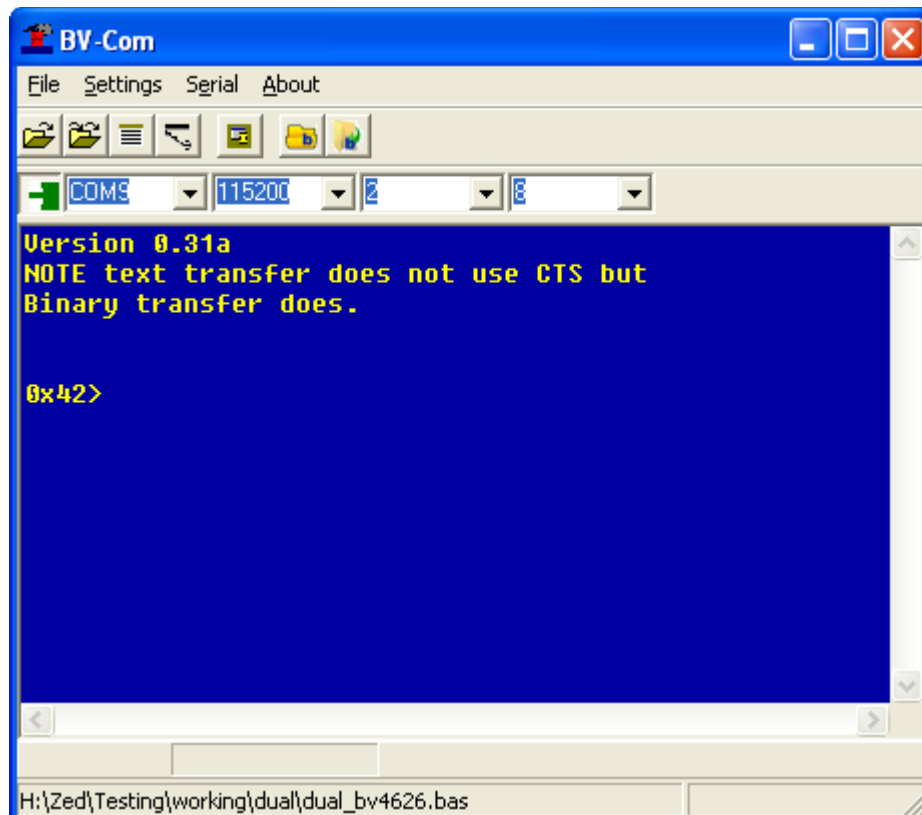 BV-Com
File Settings Serial About
COM9 115200 2 8
Version 0.31a
NOTE text transfer does not use CTS but
Binary transfer does.
0x42>
H:\Zed\Testing\working\dual\dual_bv4626.bas